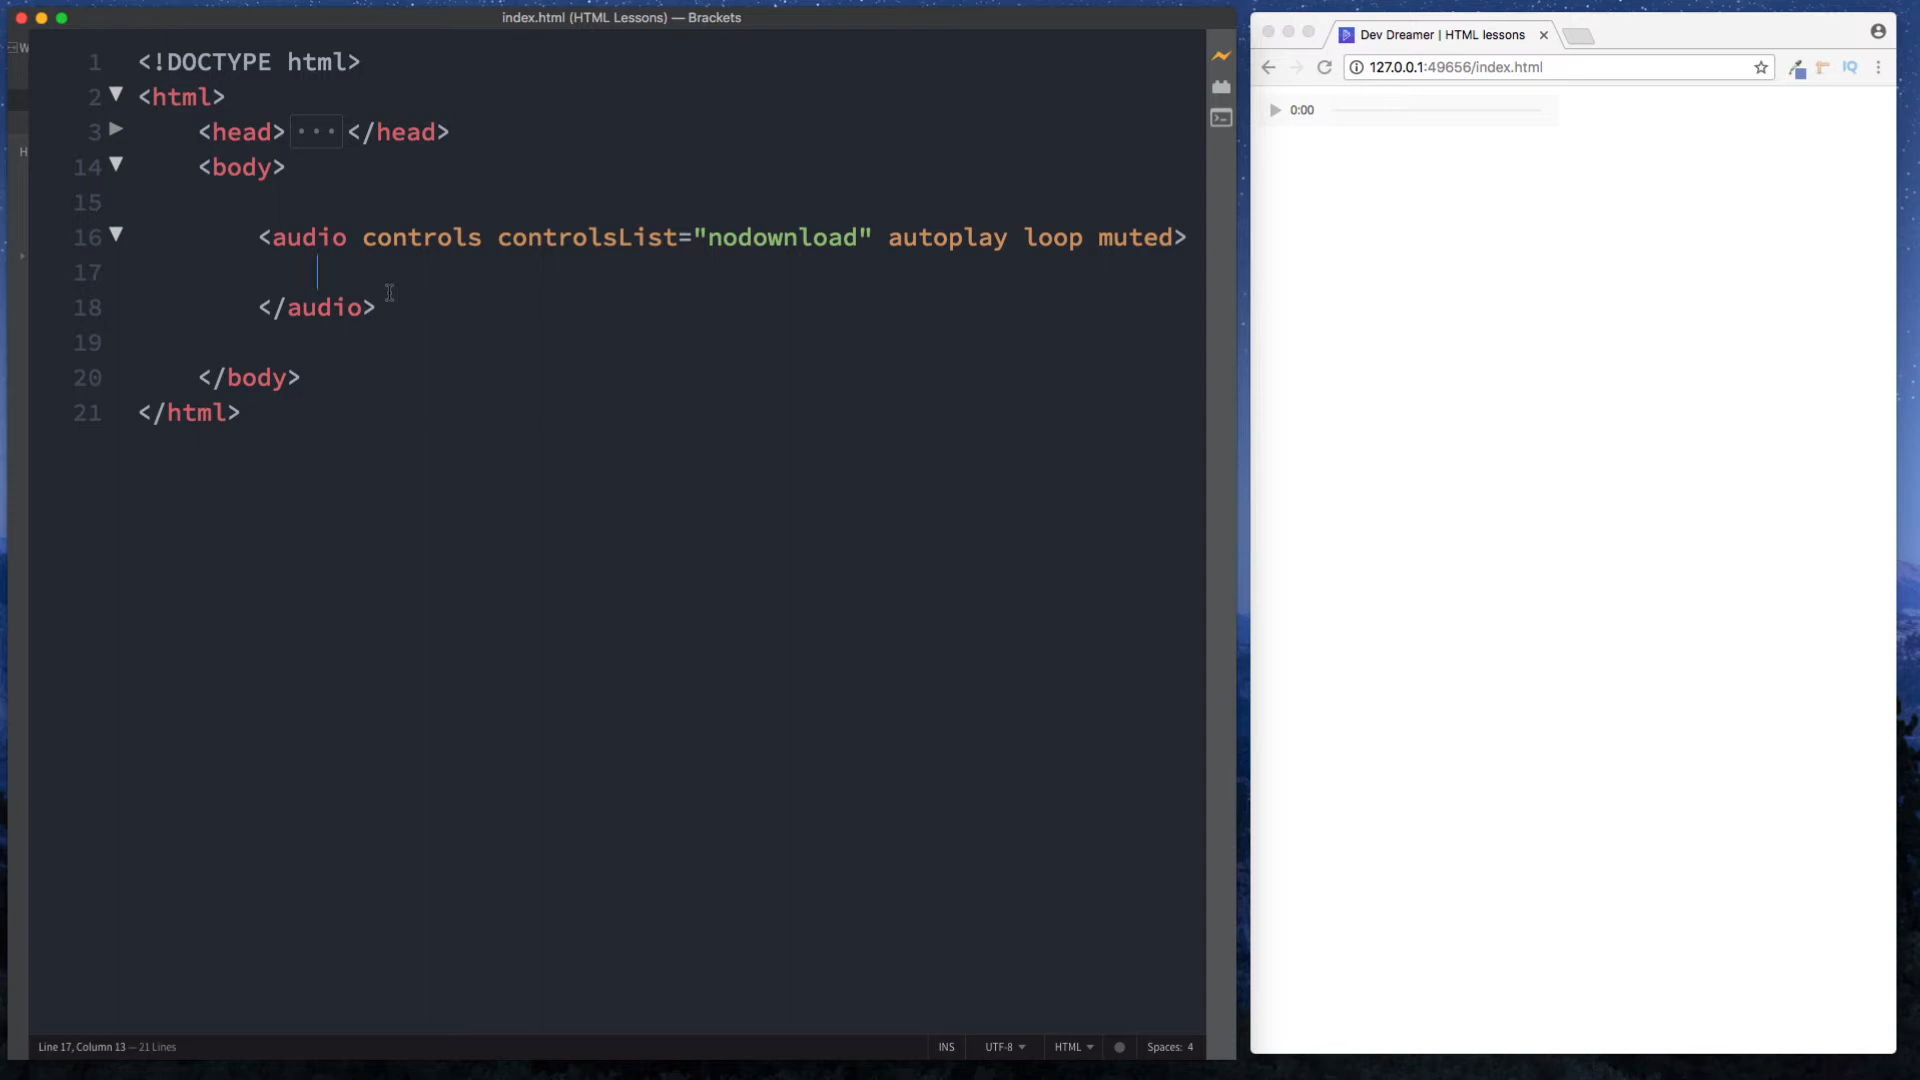 index.html (HTML Lessons) — Brackets
W
H
1 <!DOCTYPE html>
2 <html>
3 <head>···</head>
14 <body>
15
16 <audio controls controlsList="nodownload" autoplay loop muted>
17
18 </audio>
19
20 </body>
21 </html>
Line 17, Column 13 — 21 Lines
INS UTF-8 HTML Spaces: 4
Dev Dreamer | HTML lessons
127.0.0.1:49656/index.html
IQ
0:00